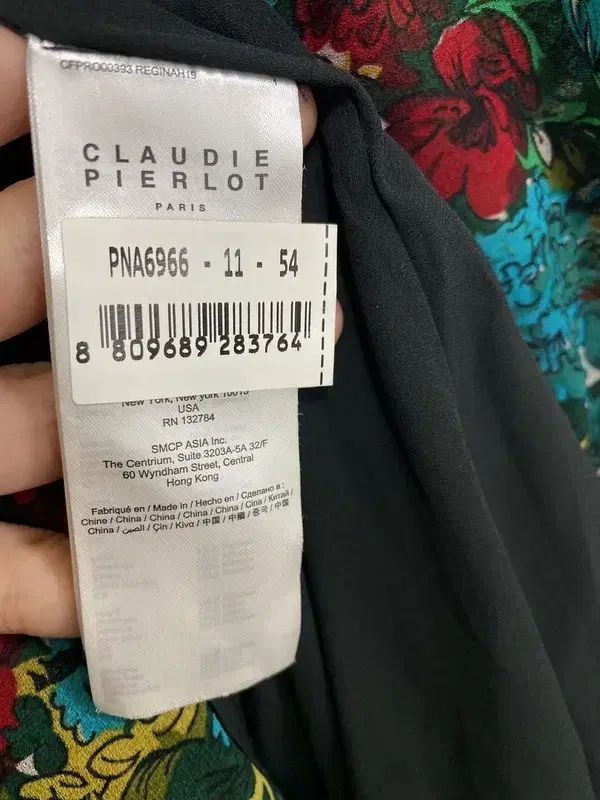 CFPRO00393 REGINAH19
CLAUDIE
PIERLOT
PARIS
PNA6966 - 11 - 54
8 809689 283764
New York, New york 10013
USA
RN 132784
SMCP ASIA Inc.
The Centrium, Suite 3203A-5A 32/F
60 Wyndham Street, Central
Hong Kong
Fabriqué en / Made in / Hecho en / Сделано в :
Chine / China / China / China / China / Cina / Китай /
China / الصين / Çin / Κίνα / 中国 / 中國 / 중국 / 中国